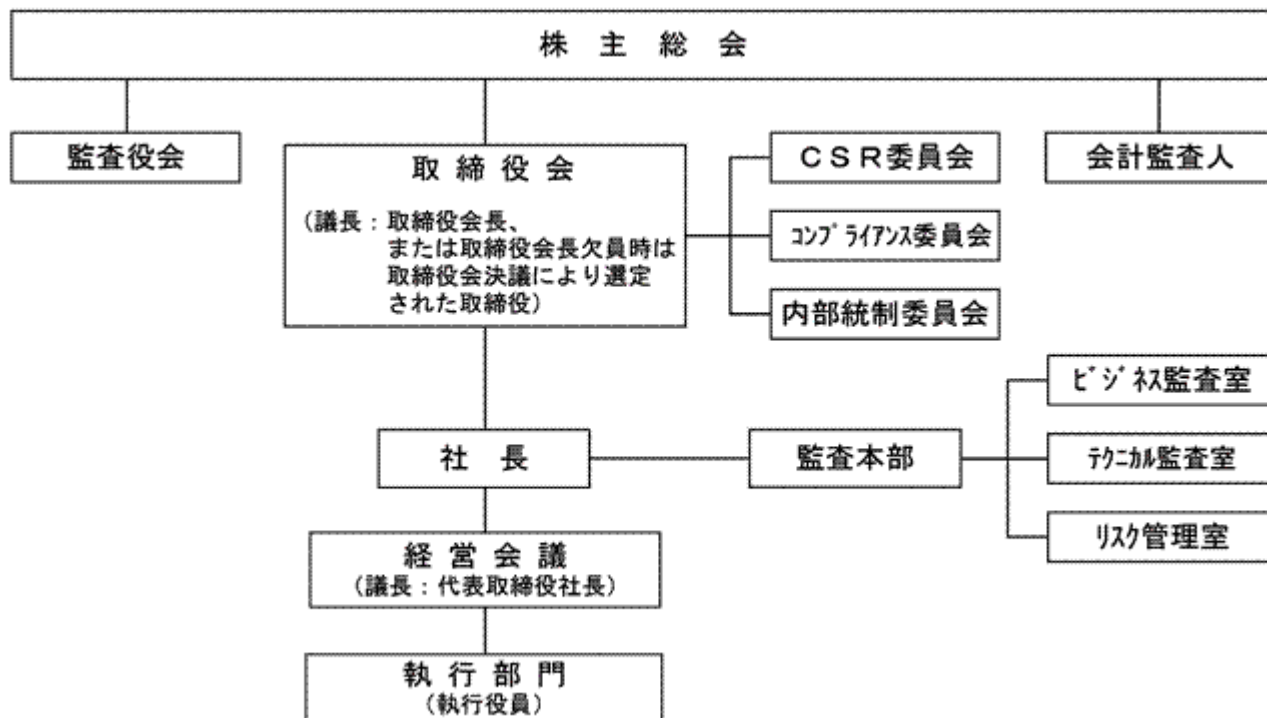 株主総会
監査役会
取締役会
（議長：取締役会長、
または取締役会長欠員時は
取締役会決議により選定
された取締役）
ＣＳＲ委員会
ｺﾝﾌﾟﾗｲｱﾝｽ委員会
内部統制委員会
会計監査人
社長
監査本部
ﾋﾞｼﾞﾈｽ監査室
ﾃｸﾆｶﾙ監査室
ﾘｽｸ管理室
経営会議
（議長：代表取締役社長）
執行部門
（執行役員）